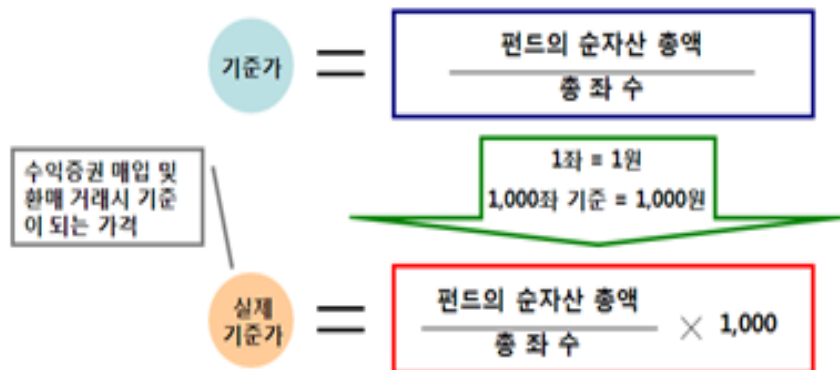 기준가
=
펀드의 순자산 총액
총 좌 수
수익증권 매입 및
환매 거래시 기준
이 되는 가격
1좌 = 1원
1,000좌 기준 = 1,000원
실제
기준가
=
펀드의 순자산 총액
총 좌 수
× 1,000